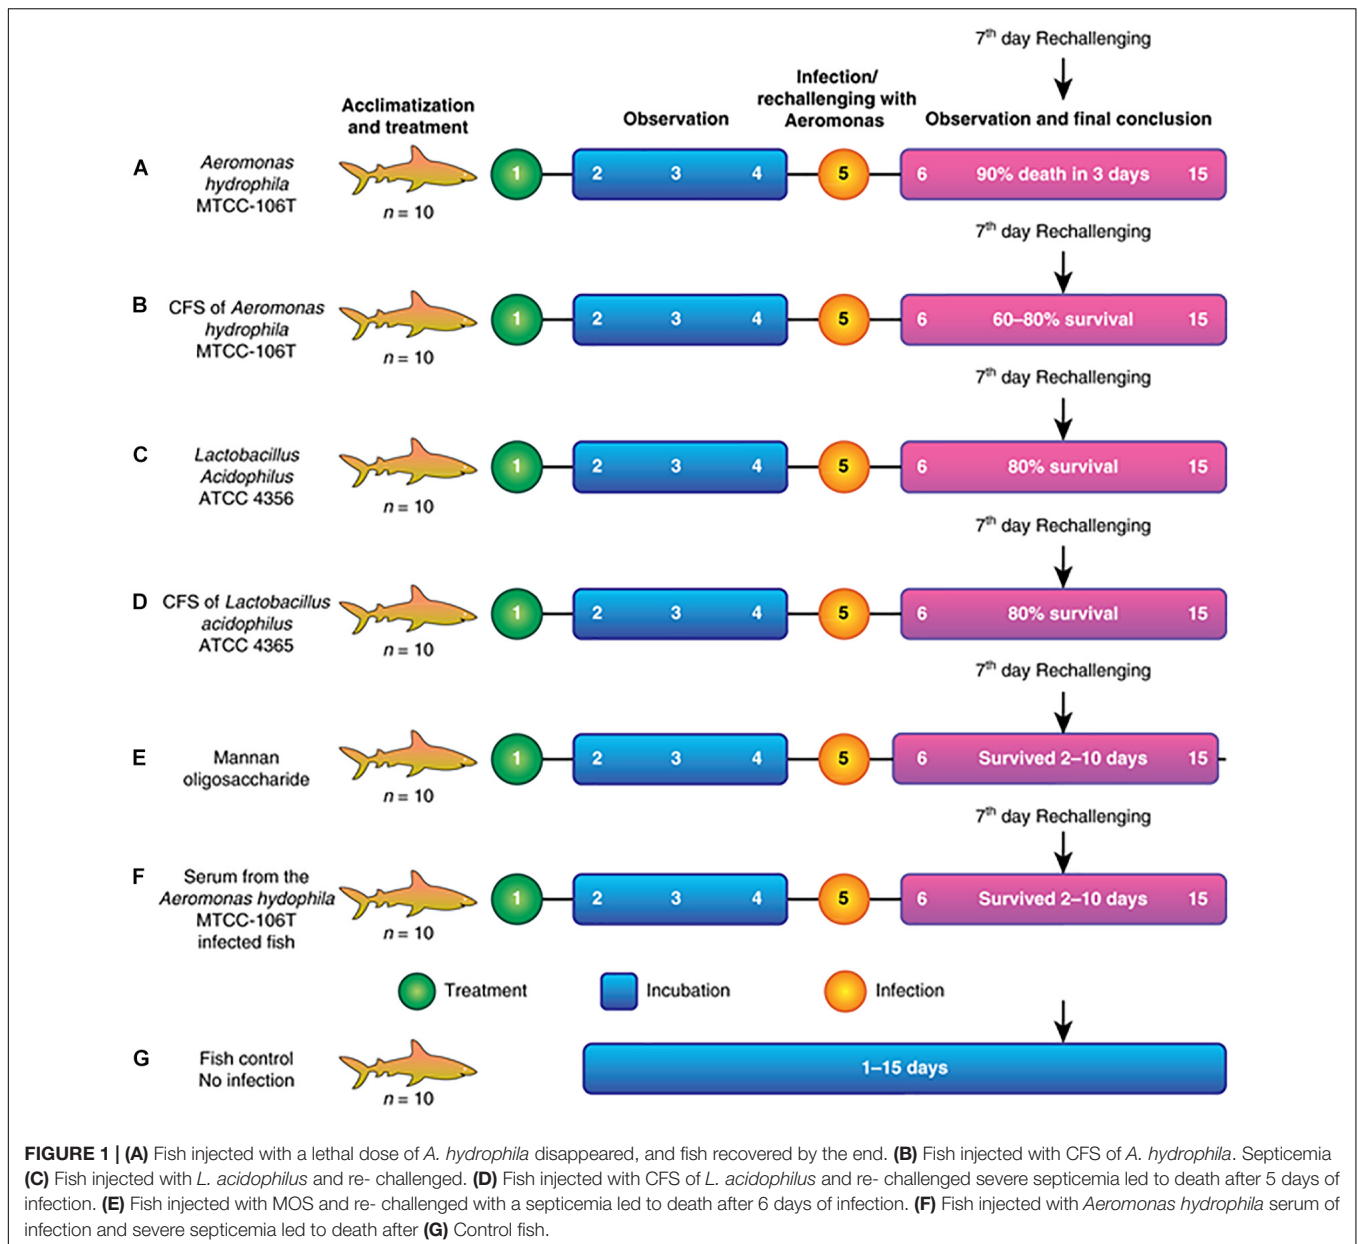 7th day Rechallenging
Acclimatization
and treatment
Observation
Infection/
rechallenging with
Aeromonas
Observation and final conclusion
A
Aeromonas
hydrophila
MTCC-106T
n = 10
1
2 3 4
5
6 90% death in 3 days 15
7th day Rechallenging
B
CFS of Aeromonas
hydrophila
MTCC-106T
n = 10
1
2 3 4
5
6 60–80% survival 15
7th day Rechallenging
C
Lactobacillus
Acidophilus
ATCC 4356
n = 10
1
2 3 4
5
6 80% survival 15
7th day Rechallenging
D
CFS of Lactobacillus
acidophilus
ATCC 4365
n = 10
1
2 3 4
5
6 80% survival 15
7th day Rechallenging
E
Mannan
oligosaccharide
n = 10
1
2 3 4
5
6 Survived 2–10 days 15
7th day Rechallenging
F
Serum from the
Aeromonas hydophila
MTCC-106T
infected fish
n = 10
1
2 3 4
5
6 Survived 2–10 days 15
Treatment
Incubation
Infection
G
Fish control
No infection
n = 10
1–15 days
FIGURE 1 | (A) Fish injected with a lethal dose of A. hydrophila disappeared, and fish recovered by the end. (B) Fish injected with CFS of A. hydrophila. Septicemia
(C) Fish injected with L. acidophilus and re- challenged. (D) Fish injected with CFS of L. acidophilus and re- challenged severe septicemia led to death after 5 days of
infection. (E) Fish injected with MOS and re- challenged with a septicemia led to death after 6 days of infection. (F) Fish injected with Aeromonas hydrophila serum of
infection and severe septicemia led to death after (G) Control fish.